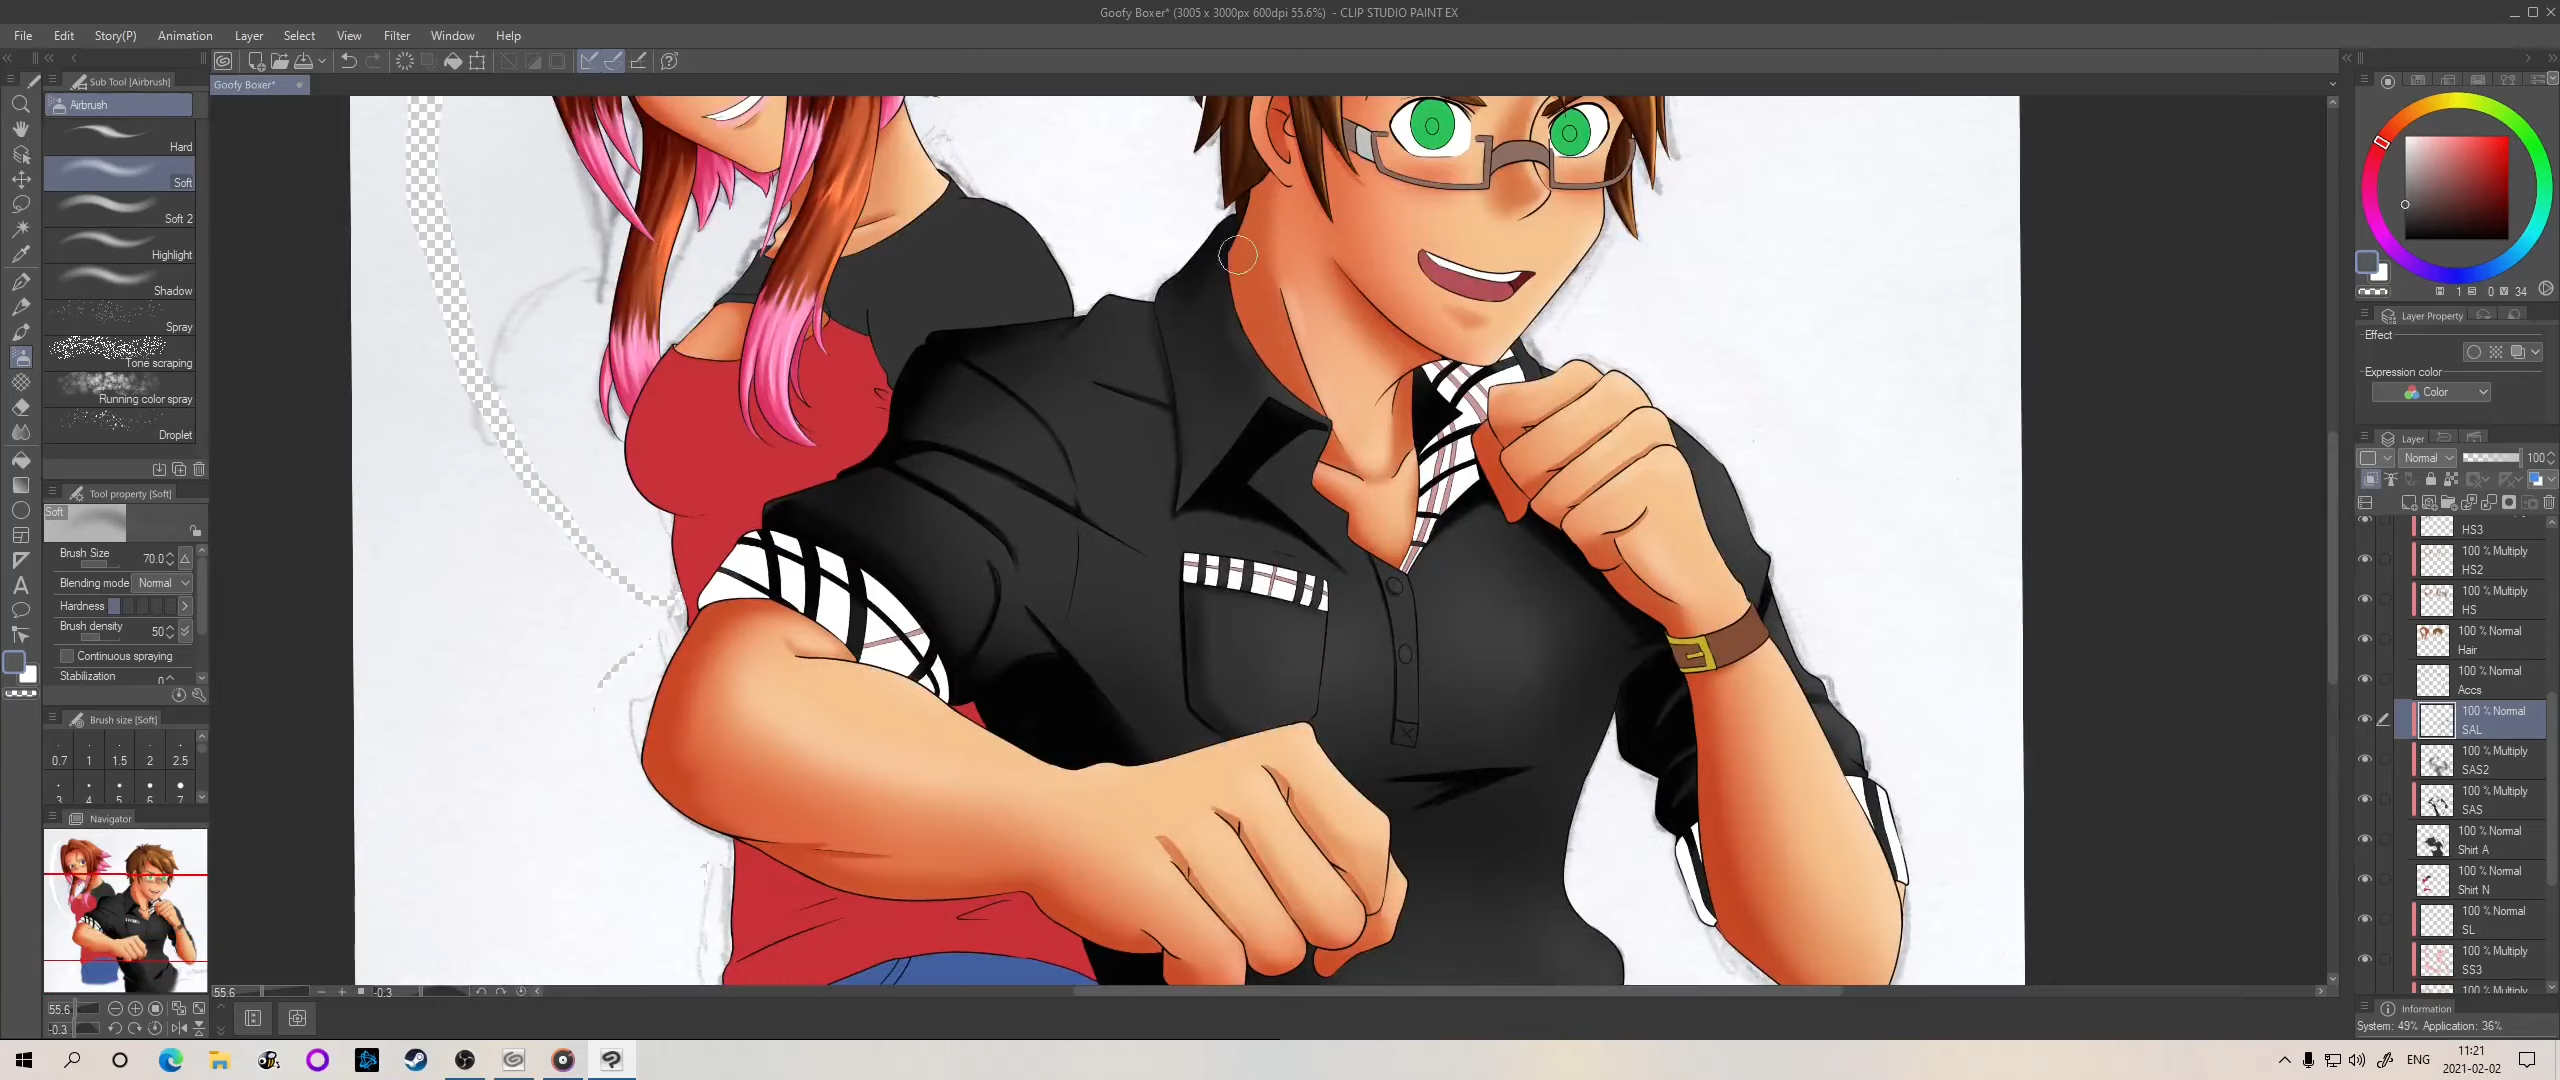 Goofy Boxer* (3005 x 3000px 600dpi 55.6%) - CLIP STUDIO PAINT EX
File Edit Story(P) Animation Layer Select View Filter Window Help
Sub Tool [Airbrush]
Goofy Boxer*
Airbrush
Hard
Soft
Soft 2
Highlight
Shadow
Spray
Tone scraping
Running color spray
Droplet
Tool property [Soft]
Soft
Brush Size 70.0
Blending mode Normal
Hardness
Brush density 50
Continuous spraying
Stabilization 0
Brush size [Soft]
0.7 1 1.5 2 2.5
3 4 5 6 7
Navigator
55.6
-0.3
55.6 -0.3
1 0 34
Layer Property
Effect
Expression color
Color
Layer
Normal 100
HS3
100 % Multiply
HS2
100 % Multiply
HS
100 % Normal
Hair
100 % Normal
Accs
100 % Normal
SAL
100 % Multiply
SAS2
100 % Multiply
SAS
100 % Normal
Shirt A
100 % Normal
Shirt N
100 % Normal
SL
100 % Multiply
SS3
100 % Multiply
Information
System: 49% Application: 36%
ENG
11:21
2021-02-02